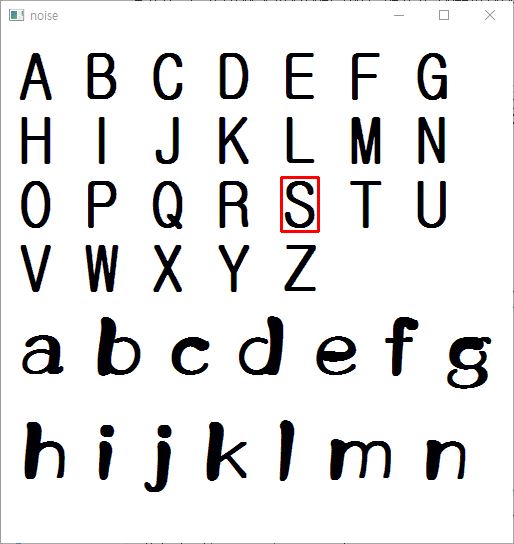 noise
A B C D E F G
H I J K L M N
O P Q R S T U
V W X Y Z
a b c d e f g
h i j k l m n